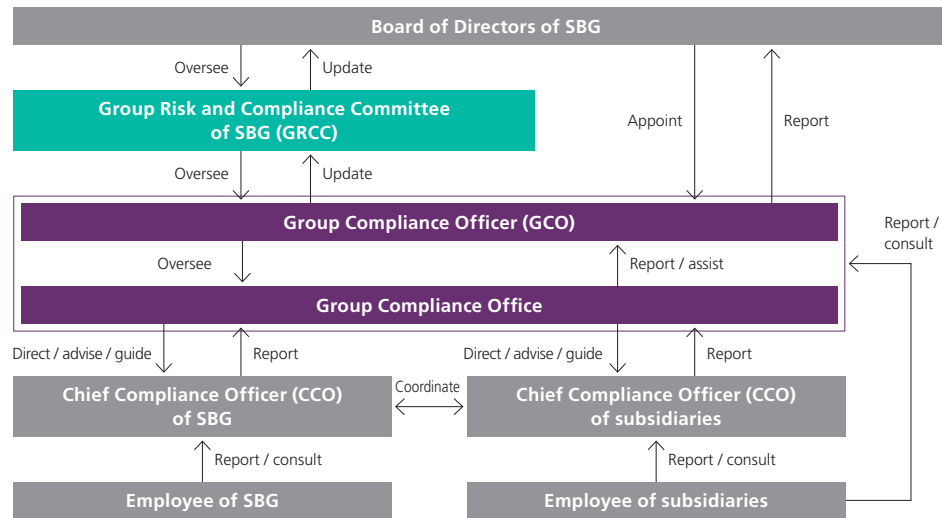 Board of Directors of SBG
Oversee
Update
Group Risk and Compliance Committee
of SBG (GRCC)
Appoint
Report
Oversee
Update
Group Compliance Officer (GCO)
Report /
consult
Oversee
Report / assist
Group Compliance Office
Direct / advise / guide
Report
Direct / advise / guide
Report
Chief Compliance Officer (CCO)
of SBG
Coordinate
Chief Compliance Officer (CCO)
of subsidiaries
Report / consult
Report / consult
Employee of SBG
Employee of subsidiaries